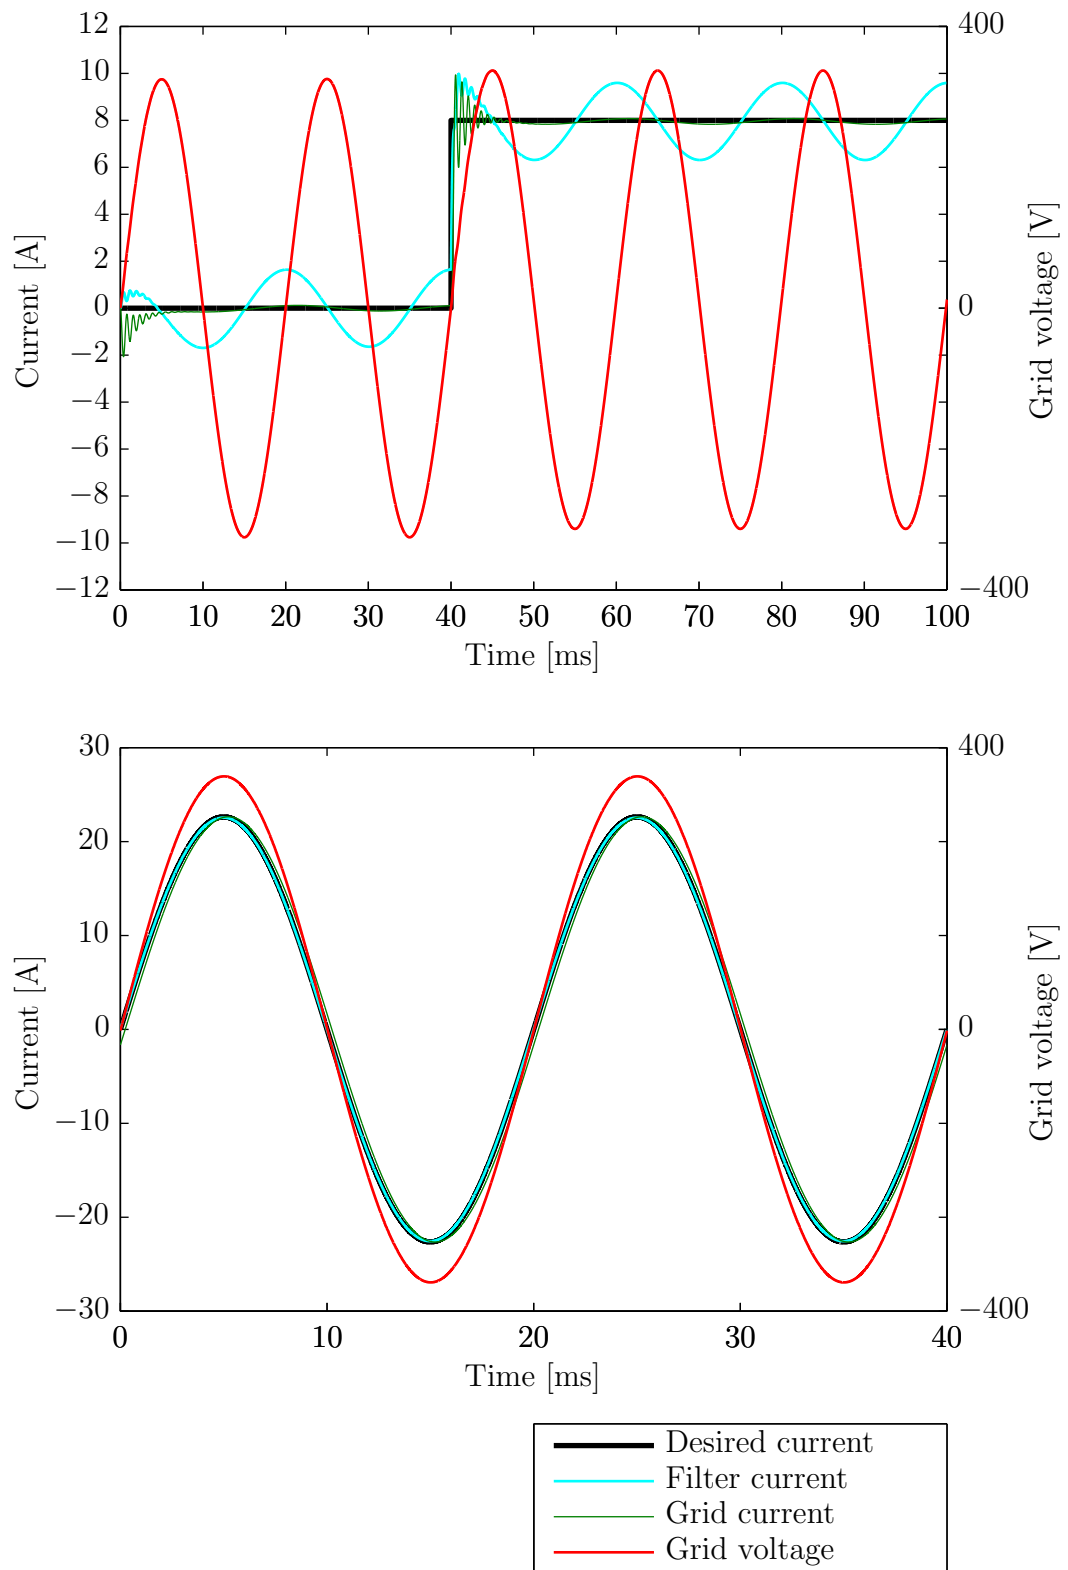 12
10
8
6
4
2
0
−2
−4
−6
−8
−10
−12
Current [A]
400
0
−400
Grid voltage [V]
0 10 20 30 40 50 60 70 80 90 100
Time [ms]
30
20
10
0
−10
−20
−30
Current [A]
400
0
−400
Grid voltage [V]
0 10 20 30 40
Time [ms]
Desired current
Filter current
Grid current
Grid voltage